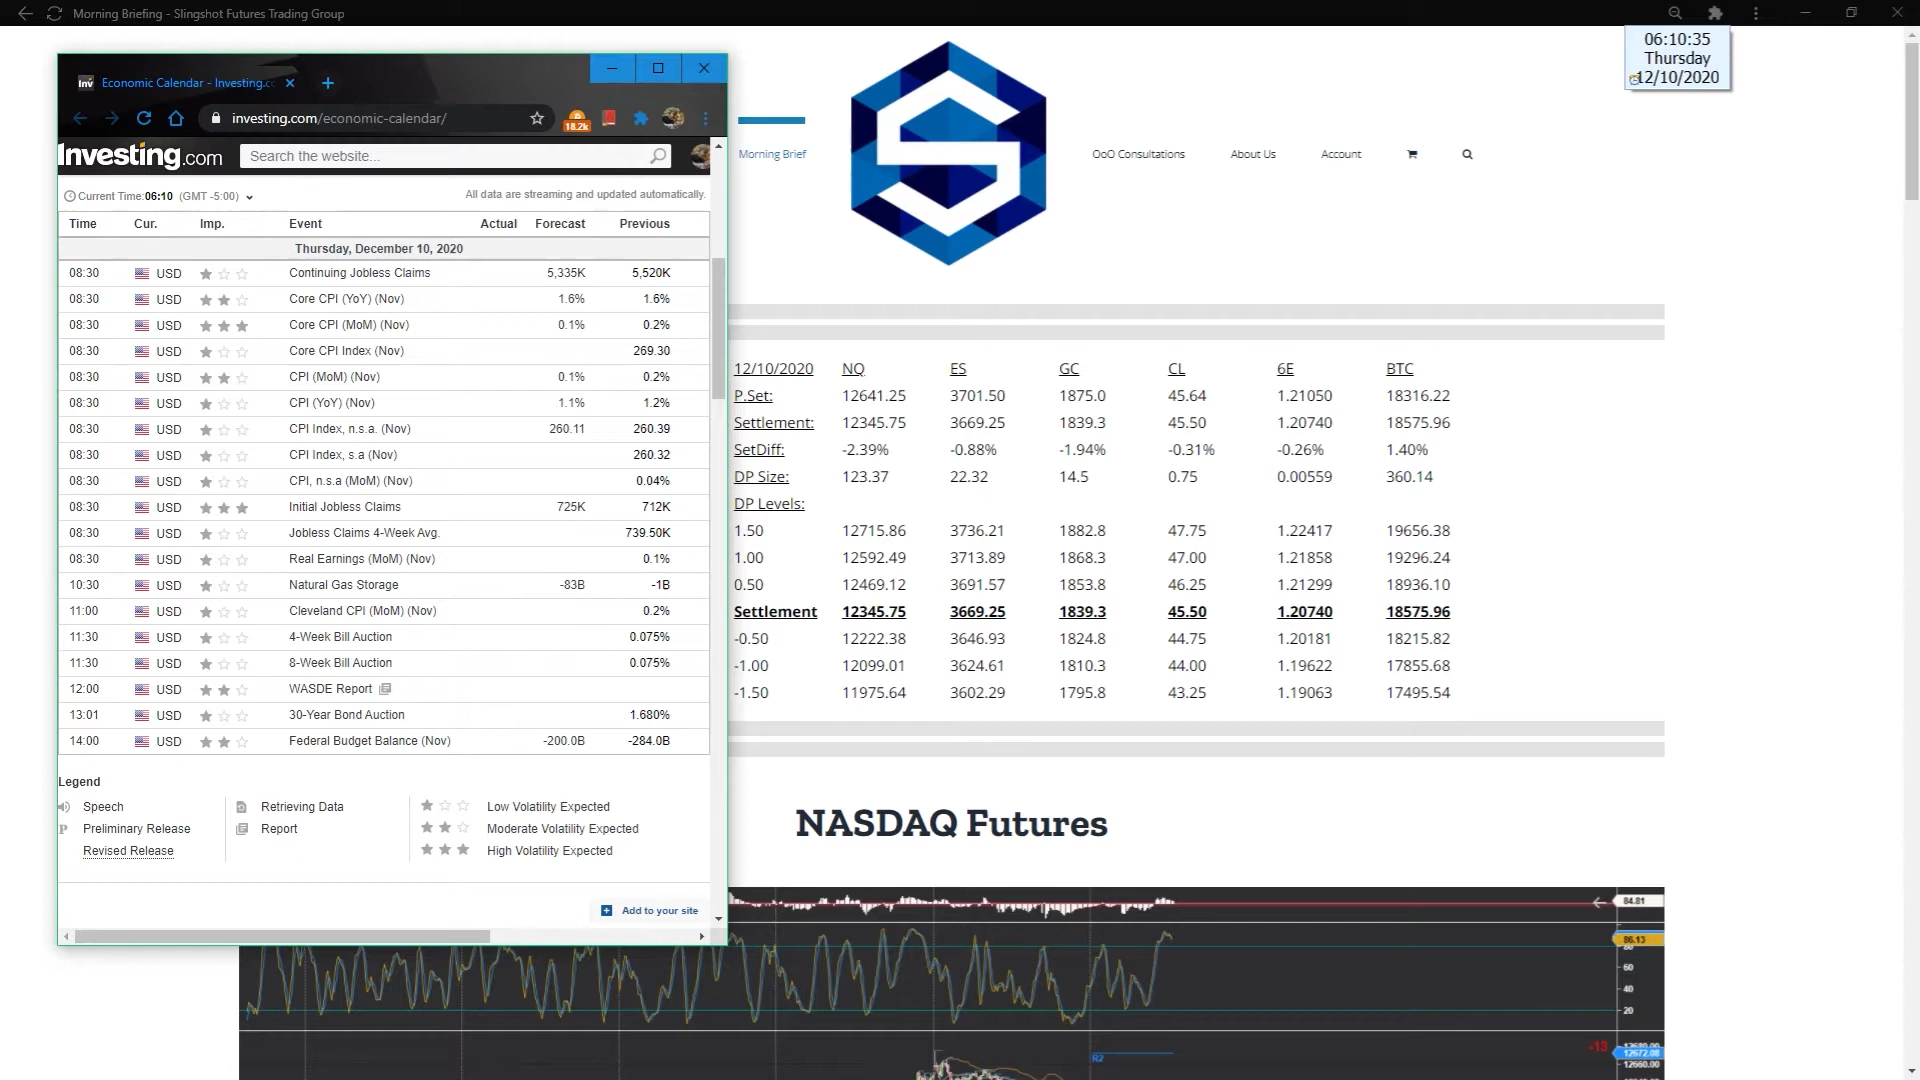 Morning Briefing - Slingshot Futures Trading Group
06:10:35
Thursday
12/10/2020
Inv Economic Calendar - Investing.c
investing.com/economic-calendar/
18.2k
Investing.com Search the website...
Current Time:06:10 (GMT -5:00) All data are streaming and updated automatically.
Time Cur. Imp. Event Actual Forecast Previous
Thursday, December 10, 2020
08:30 USD Continuing Jobless Claims 5,335K 5,520K
08:30 USD Core CPI (YoY) (Nov) 1.6% 1.6%
08:30 USD Core CPI (MoM) (Nov) 0.1% 0.2%
08:30 USD Core CPI Index (Nov) 269.30
08:30 USD CPI (MoM) (Nov) 0.1% 0.2%
08:30 USD CPI (YoY) (Nov) 1.1% 1.2%
08:30 USD CPI Index, n.s.a. (Nov) 260.11 260.39
08:30 USD CPI Index, s.a (Nov) 260.32
08:30 USD CPI, n.s.a (MoM) (Nov) 0.04%
08:30 USD Initial Jobless Claims 725K 712K
08:30 USD Jobless Claims 4-Week Avg. 739.50K
08:30 USD Real Earnings (MoM) (Nov) 0.1%
10:30 USD Natural Gas Storage -83B -1B
11:00 USD Cleveland CPI (MoM) (Nov) 0.2%
11:30 USD 4-Week Bill Auction 0.075%
11:30 USD 8-Week Bill Auction 0.075%
12:00 USD WASDE Report
13:01 USD 30-Year Bond Auction 1.680%
14:00 USD Federal Budget Balance (Nov) -200.0B -284.0B
Legend
Speech Retrieving Data Low Volatility Expected
P Preliminary Release Report Moderate Volatility Expected
Revised Release High Volatility Expected
Add to your site
Morning Brief OoO Consultations About Us Account
12/10/2020 NQ ES GC CL 6E BTC
P.Set: 12641.25 3701.50 1875.0 45.64 1.21050 18316.22
Settlement: 12345.75 3669.25 1839.3 45.50 1.20740 18575.96
SetDiff: -2.39% -0.88% -1.94% -0.31% -0.26% 1.40%
DP Size: 123.37 22.32 14.5 0.75 0.00559 360.14
DP Levels:
1.50 12715.86 3736.21 1882.8 47.75 1.22417 19656.38
1.00 12592.49 3713.89 1868.3 47.00 1.21858 19296.24
0.50 12469.12 3691.57 1853.8 46.25 1.21299 18936.10
Settlement 12345.75 3669.25 1839.3 45.50 1.20740 18575.96
-0.50 12222.38 3646.93 1824.8 44.75 1.20181 18215.82
-1.00 12099.01 3624.61 1810.3 44.00 1.19622 17855.68
-1.50 11975.64 3602.29 1795.8 43.25 1.19063 17495.54
NASDAQ Futures
84.81
86.13
60
40
20
-13
R2 12672.08
12660.00